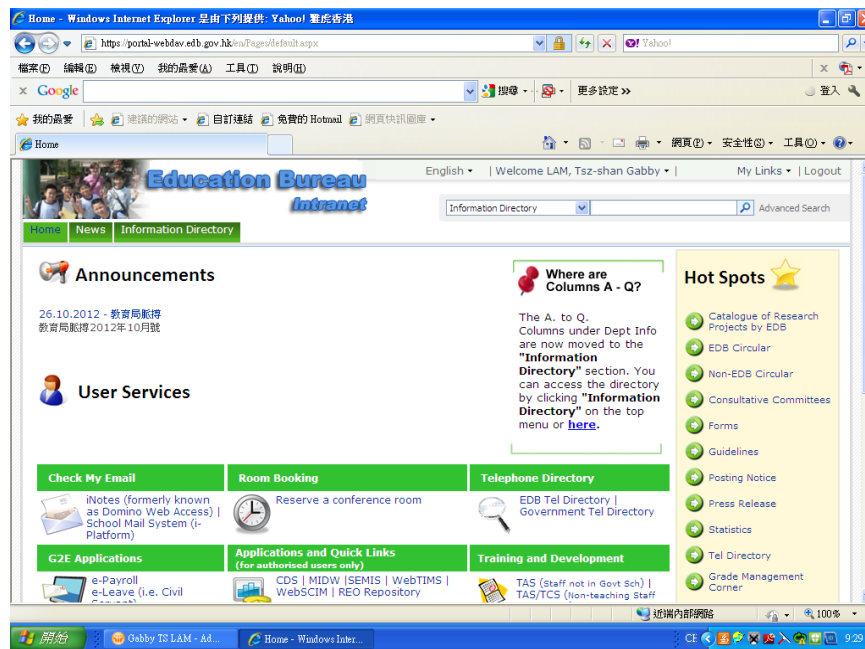 Home - Windows Internet Explorer 是由下列提供: Yahoo! 雅虎香港
https://portal-webdav.edb.gov.hk/en/Pages/default.aspx
Yahoo!
檔案(F) 編輯(E) 檢視(V) 我的最愛(A) 工具(T) 說明(H)
Google
搜尋
更多設定 »
登入
我的最愛
建議的網站
自訂連結
免費的 Hotmail
網頁快訊圖庫
Home
網頁(P)
安全性(S)
工具(O)
Education Bureau
Intranet
English
| Welcome LAM, Tsz-shan Gabby
|
My Links
| Logout
Information Directory
Advanced Search
Home
News
Information Directory
Announcements
26.10.2012 - 教育局脈搏
教育局脈搏2012年10月號
User Services
Where are
Columns A - Q?
The A. to Q.
Columns under Dept Info
are now moved to the
"Information
Directory" section. You
can access the directory
by clicking "Information
Directory" on the top
menu or here.
Hot Spots
Catalogue of Research
Projects by EDB
EDB Circular
Non-EDB Circular
Consultative Committees
Forms
Guidelines
Posting Notice
Press Release
Statistics
Tel Directory
Grade Management
Corner
Check My Email
iNotes (formerly known
as Domino Web Access) |
School Mail System (i-
Platform)
Room Booking
Reserve a conference room
Telephone Directory
EDB Tel Directory |
Government Tel Directory
G2E Applications
e-Payroll
e-Leave (i.e. Civil
Servant)
Applications and Quick Links
(for authorised users only)
CDS | MIDW |SEMIS | WebTIMS |
WebSCIM | REO Repository
Training and Development
TAS (Staff not in Govt Sch) |
TAS/TCS (Non-teaching Staff
近端內部網路
100%
開始
Gabby TS LAM - Ad...
Home - Windows Inter...
CH
9:29